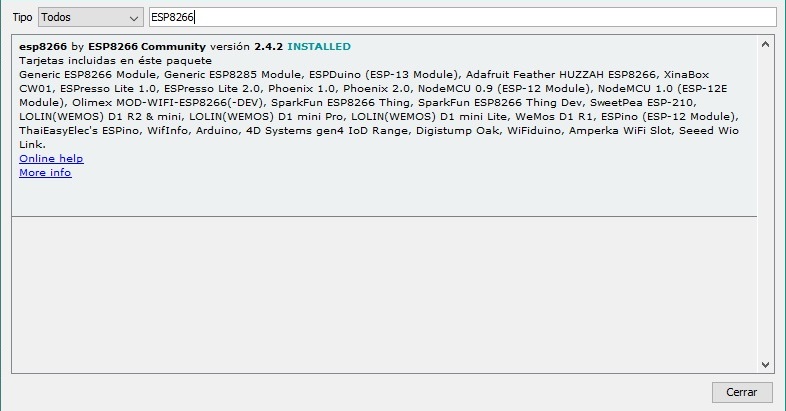 Tipo Todos ESP8266
esp8266 by ESP8266 Community versión 2.4.2 INSTALLED
Tarjetas incluidas en éste paquete
Generic ESP8266 Module, Generic ESP8285 Module, ESPDuino (ESP-13 Module), Adafruit Feather HUZZAH ESP8266, XinaBox
CW01, ESPresso Lite 1.0, ESPresso Lite 2.0, Phoenix 1.0, Phoenix 2.0, NodeMCU 0.9 (ESP-12 Module), NodeMCU 1.0 (ESP-12E
Module), Olimex MOD-WIFI-ESP8266(-DEV), SparkFun ESP8266 Thing, SparkFun ESP8266 Thing Dev, SweetPea ESP-210,
LOLIN(WEMOS) D1 R2 & mini, LOLIN(WEMOS) D1 mini Pro, LOLIN(WEMOS) D1 mini Lite, WeMos D1 R1, ESPino (ESP-12 Module),
ThaiEasyElec's ESPino, WifInfo, Arduino, 4D Systems gen4 IoD Range, Digistump Oak, WiFiduino, Amperka WiFi Slot, Seeed Wio
Link.
Online help
More info
Cerrar